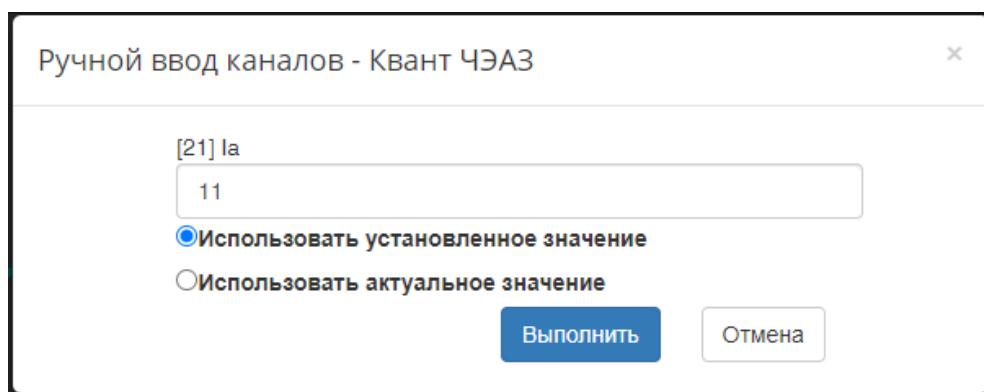 Ручной ввод каналов - Квант ЧЭАЗ
×
[21] Ia
11
Использовать установленное значение
Использовать актуальное значение
Выполнить
Отмена